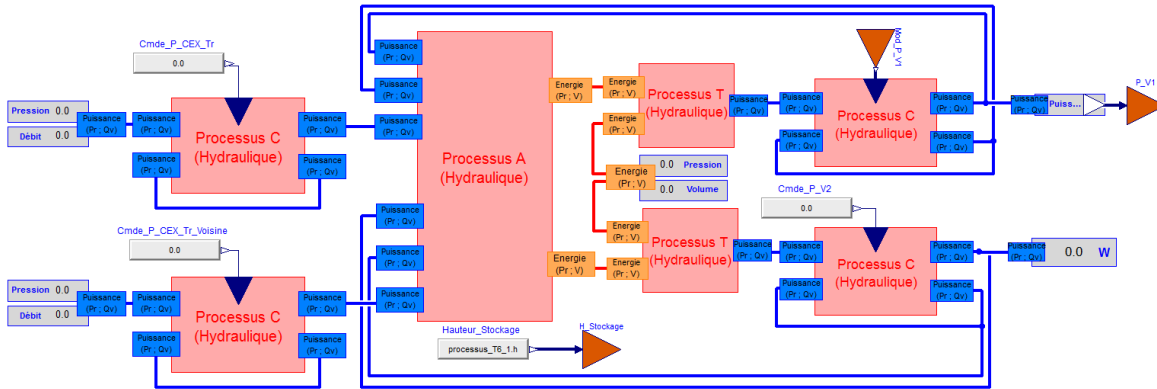 Cmde_P_CEX_Tr
0.0
Pression 0.0
Débit 0.0
Puissance
(Pr ; Qv)
Puissance
(Pr ; Qv)
Processus C
(Hydraulique)
Puissance
(Pr ; Qv)
Puissance
(Pr ; Qv)
Puissance
(Pr ; Qv)
Cmde_P_CEX_Tr_Voisine
0.0
Pression 0.0
Débit 0.0
Puissance
(Pr ; Qv)
Puissance
(Pr ; Qv)
Processus C
(Hydraulique)
Puissance
(Pr ; Qv)
Puissance
(Pr ; Qv)
Puissance
(Pr ; Qv)
Puissance
(Pr ; Qv)
Puissance
(Pr ; Qv)
Puissance
(Pr ; Qv)
Processus A
(Hydraulique)
Puissance
(Pr ; Qv)
Puissance
(Pr ; Qv)
Puissance
(Pr ; Qv)
Energie
(Pr ; V)
Energie
(Pr ; V)
Energie
(Pr ; V)
Processus T
(Hydraulique)
Energie
(Pr ; V)
Puissance
(Pr ; Qv)
Energie
(Pr ; V)
0.0 Pression
0.0 Volume
Energie
(Pr ; V)
Processus T
(Hydraulique)
Energie
(Pr ; V)
Puissance
(Pr ; Qv)
Hauteur_Stockage
processus_T6_1.h
H_Stockage
Mod_P_V1
Puissance
(Pr ; Qv)
Processus C
(Hydraulique)
Puissance
(Pr ; Qv)
Puissance
(Pr ; Qv)
Puissance
(Pr ; Qv)
Puissance
(Pr ; Qv)
Puiss...
P_V1
Cmde_P_V2
0.0
Puissance
(Pr ; Qv)
Processus C
(Hydraulique)
Puissance
(Pr ; Qv)
Puissance
(Pr ; Qv)
Puissance
(Pr ; Qv)
Puissance
(Pr ; Qv)
0.0 W